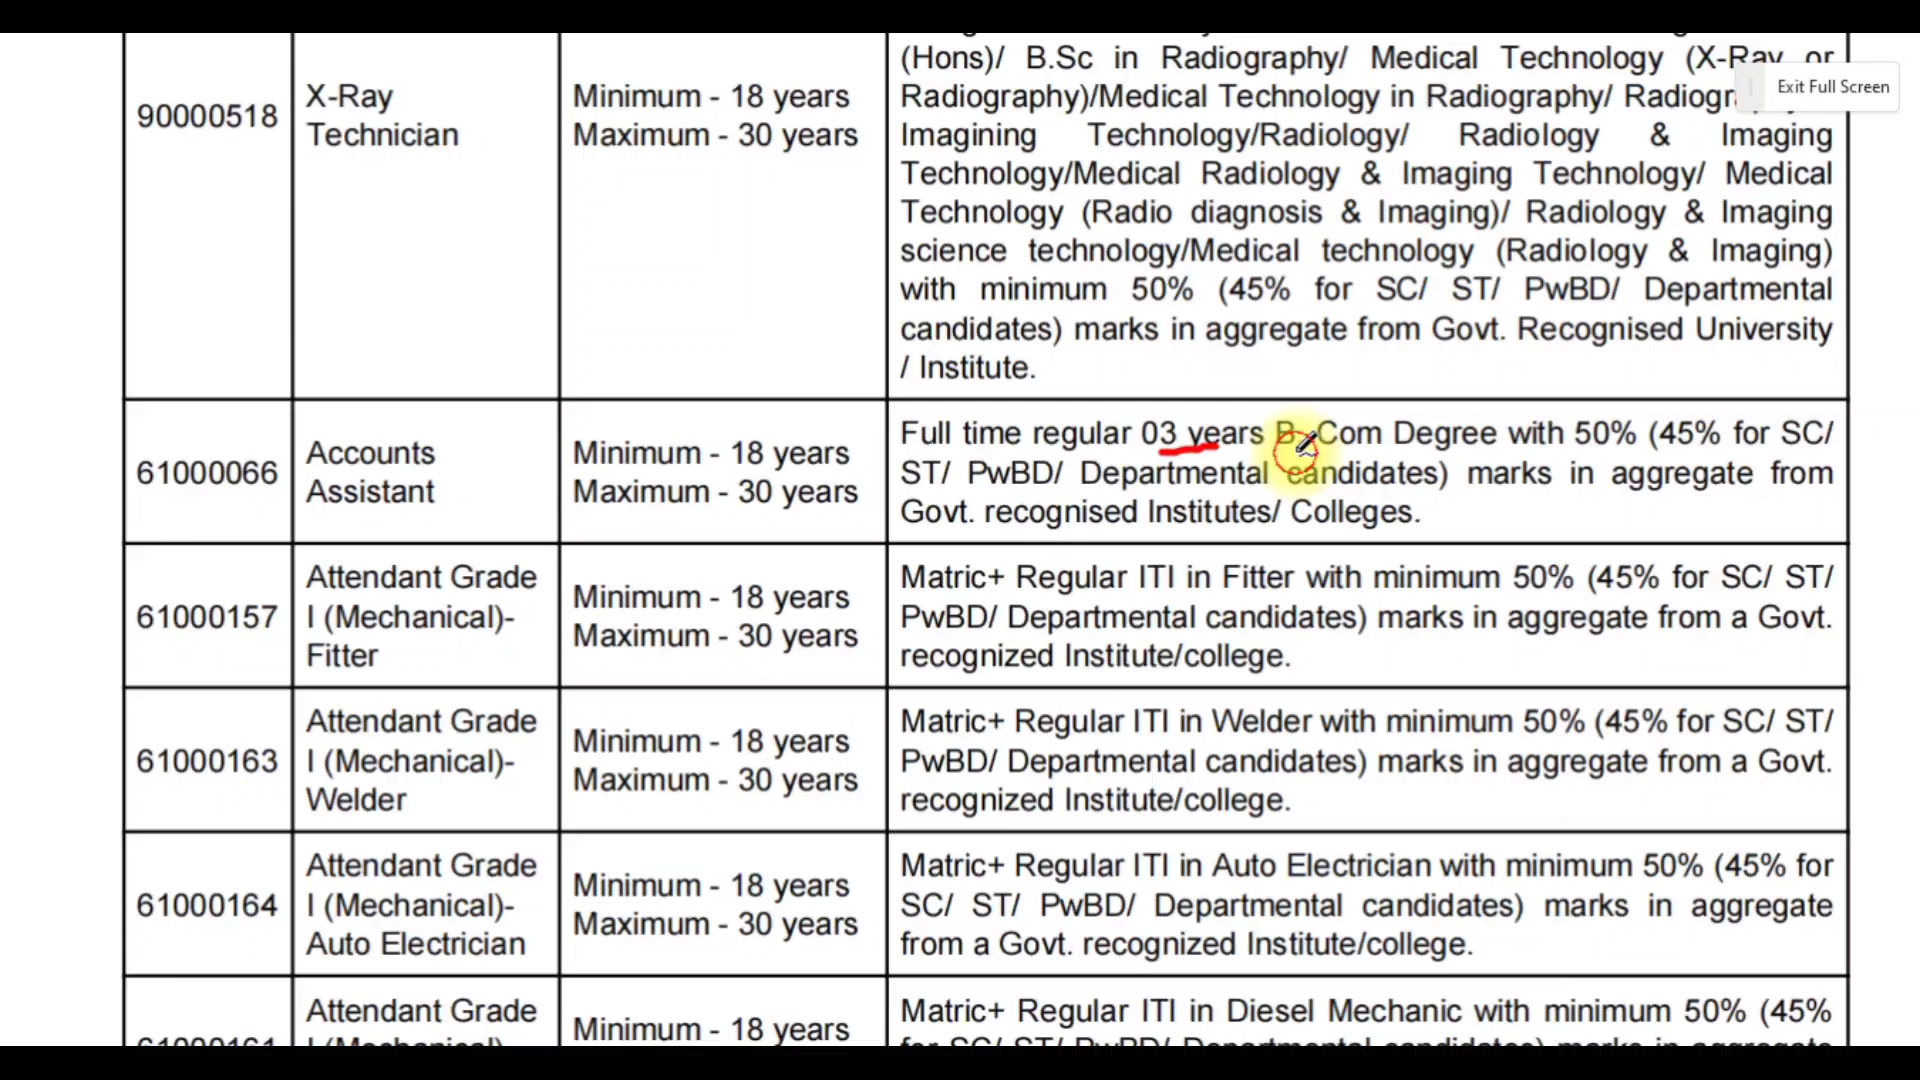 (Hons)/ B.Sc in Radiography/ Medical Technology (X-Ray or
Exit Full Screen
90000518
X-Ray
Technician
Minimum - 18 years
Maximum - 30 years
Radiography)/Medical Technology in Radiography/
Imagining Technology/Radiology/ Radiology & Imaging
Technology/Medical Radiology & Imaging Technology/ Medical
Technology (Radio diagnosis & Imaging)/ Radiology & Imaging
science technology/Medical technology (Radiology & Imaging)
with minimum 50% (45% for SC/ ST/ PwBD/ Departmental
candidates) marks in aggregate from Govt. Recognised University
/ Institute.
61000066
Accounts
Assistant
Minimum - 18 years
Maximum - 30 years
Full time regular 03 years B. Com Degree with 50% (45% for SC/
ST/ PwBD/ Departmental candidates) marks in aggregate from
Govt. recognised Institutes/ Colleges.
61000157
Attendant Grade
I (Mechanical)-
Fitter
Minimum - 18 years
Maximum - 30 years
Matric+ Regular ITI in Fitter with minimum 50% (45% for SC/ ST/
PwBD/ Departmental candidates) marks in aggregate from a Govt.
recognized Institute/college.
61000163
Attendant Grade
I (Mechanical)-
Welder
Minimum - 18 years
Maximum - 30 years
Matric+ Regular ITI in Welder with minimum 50% (45% for SC/ ST/
PwBD/ Departmental candidates) marks in aggregate from a Govt.
recognized Institute/college.
61000164
Attendant Grade
I (Mechanical)-
Auto Electrician
Minimum - 18 years
Maximum - 30 years
Matric+ Regular ITI in Auto Electrician with minimum 50% (45% for
SC/ ST/ PwBD/ Departmental candidates) marks in aggregate
from a Govt. recognized Institute/college.
Attendant Grade
I (Mechanical)-
Minimum - 18 years
Matric+ Regular ITI in Diesel Mechanic with minimum 50% (45%
for SC/ ST/ PwBD/ Departmental candidates) marks in aggregate